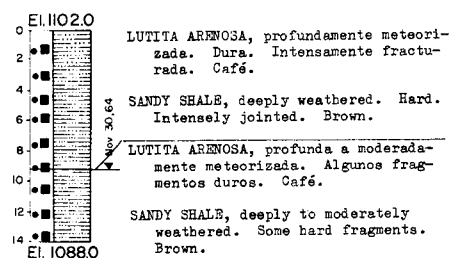 El. 1102.0
0
LUTITA ARENOSA, profundamente meteori-
zada. Dura. Intensamente fractu-
rada. Café.
2
4
SANDY SHALE, deeply weathered. Hard.
Intensely jointed. Brown.
6
Nov 30,64
8
LUTITA ARENOSA, profunda a moderada-
mente meteorizada. Algunos frag-
mentos duros. Café.
10
12
SANDY SHALE, deeply to moderately
weathered. Some hard fragments.
Brown.
14
El. 1088.0